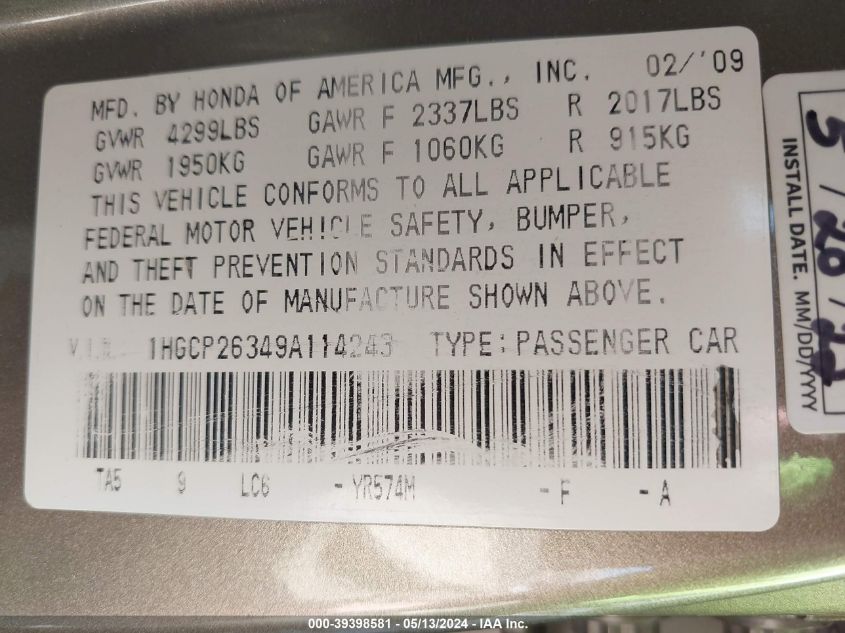 MFD. BY HONDA OF AMERICA MFG., INC. 02/'09
GVWR 4299LBS GAWR F 2337LBS R 2017LBS
GVWR 1950KG GAWR F 1060KG R 915KG
THIS VEHICLE CONFORMS TO ALL APPLICABLE
FEDERAL MOTOR VEHICLE SAFETY, BUMPER,
AND THEFT PREVENTION STANDARDS IN EFFECT
ON THE DATE OF MANUFACTURE SHOWN ABOVE.
V.I.N. 1HGCP26349A114243 TYPE:PASSENGER CAR
TA5 9 LC6 -YR574M -F -A
INSTALL DATE. MM/DD/YYYY
5/20/22
000-39398581 - 05/13/2024 - IAA Inc.